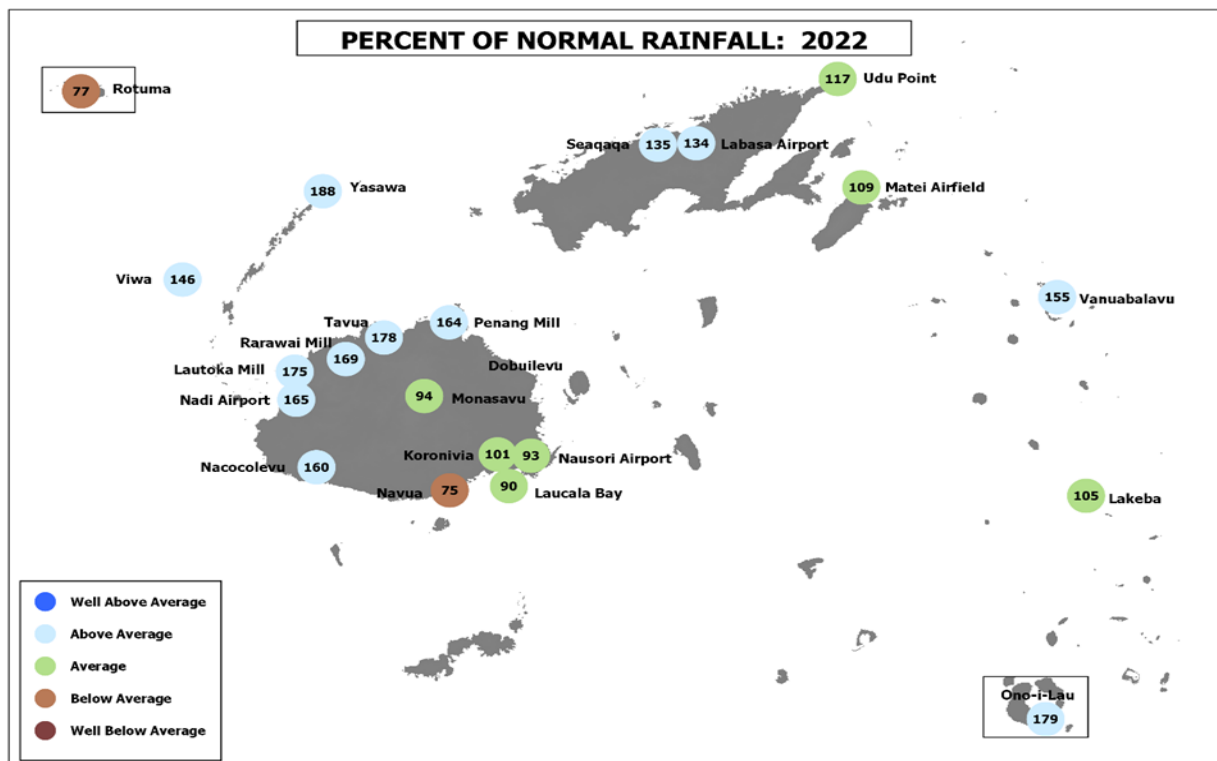 PERCENT OF NORMAL RAINFALL: 2022
77 Rotuma
117 Udu Point
Seaqaqa 135 134 Labasa Airport
188 Yasawa
109 Matei Airfield
Viwa 146
155 Vanuabalavu
Tavua 178
164 Penang Mill
Rarawai Mill 169
Lautoka Mill 175
Dobuilevu
Nadi Airport 165
94 Monasavu
Koronivia 101 93 Nausori Airport
Nacocolevu 160
Navua 75
90 Laucala Bay
105 Lakeba
Well Above Average
Above Average
Average
Below Average
Well Below Average
Ono-i-Lau
179